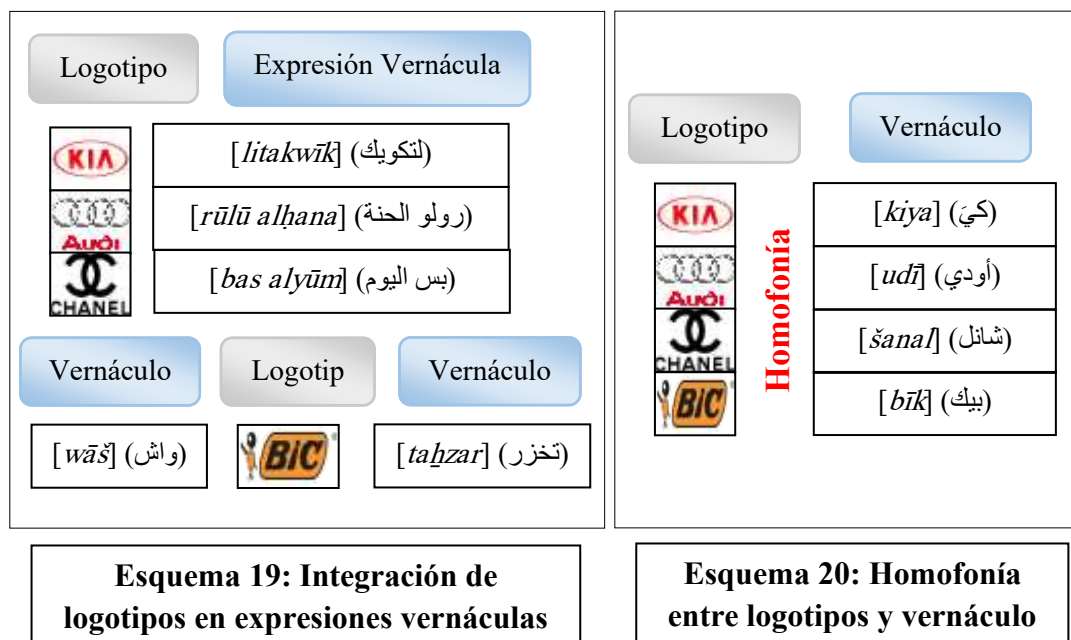 Logotipo
Expresión Vernácula
KIA
[litakwīk] (لتكويك)
Audi
[rūlū alḥana] (رولو الحنة)
CHANEL
[bas alyūm] (بس اليوم)
Vernáculo
Logotip
Vernáculo
[wāš] (واش)
BIC
[taẖzar] (تخزر)
Esquema 19: Integración de
logotipos en expresiones vernáculas
Logotipo
Vernáculo
KIA
Audi
CHANEL
BIC
Homofonía
[kiya] (كيَ)
[udī] (أودي)
[šanal] (شانل)
[bīk] (بيك)
Esquema 20: Homofonía
entre logotipos y vernáculo